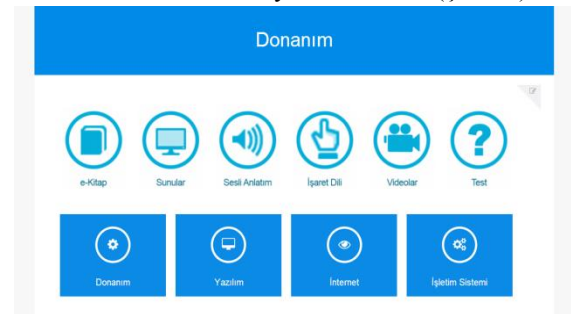 Donanım
e-Kitap Sunular Sesli Anlatım İşaret Dili Videolar Test
Donanım Yazılım İnternet İşletim Sistemi